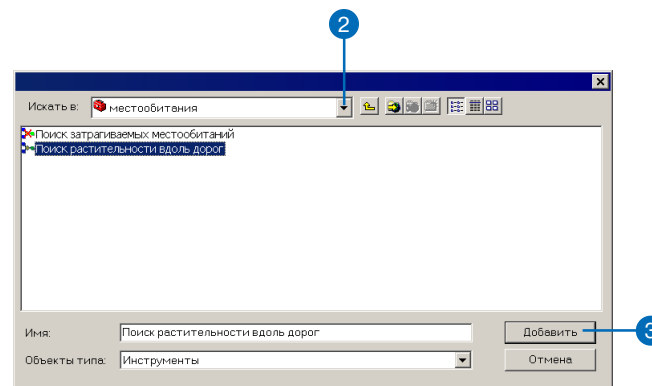 2
Искать в: местообитания
Поиск затрагиваемых местообитаний
Поиск растительности вдоль дорог
Имя: Поиск растительности вдоль дорог Добавить 3
Объекты типа: Инструменты Отмена